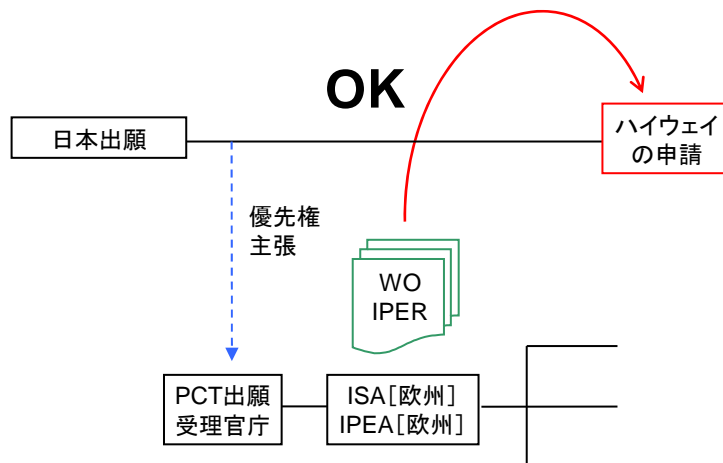 OK
日本出願
ハイウェイ
の申請
優先権
主張
WO
IPER
PCT出願
受理官庁
ISA[欧州]
IPEA[欧州]